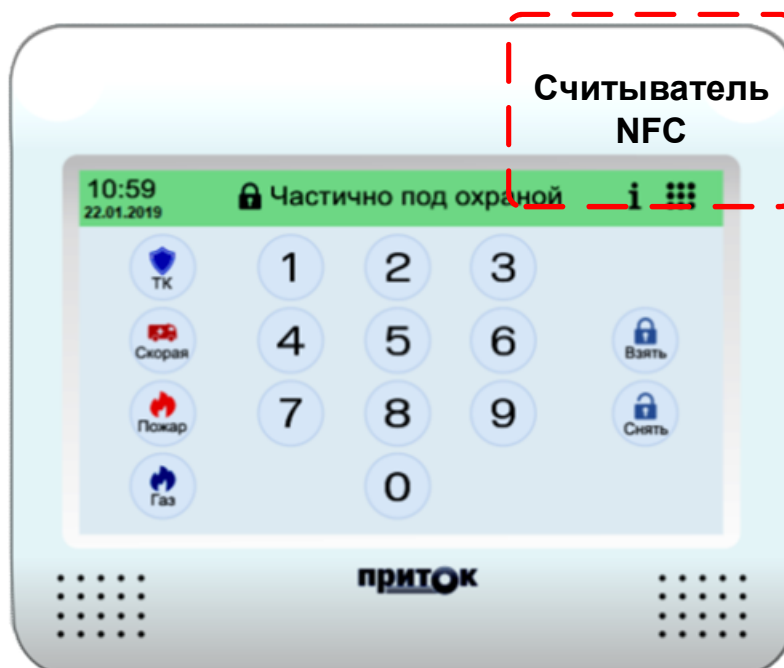 Считыватель
NFC
10:59
22.01.2019
Частично под охраной
i
ТК
1
2
3
Скорая
4
5
6
Взять
Пожар
7
8
9
Снять
Газ
0
ПРИТОК